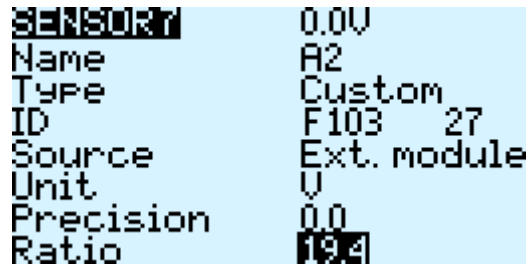 SENSOR7 0.0V
Name A2
Type Custom
ID F103 27
Source Ext. module
Unit V
Precision 0.0
Ratio 19.4